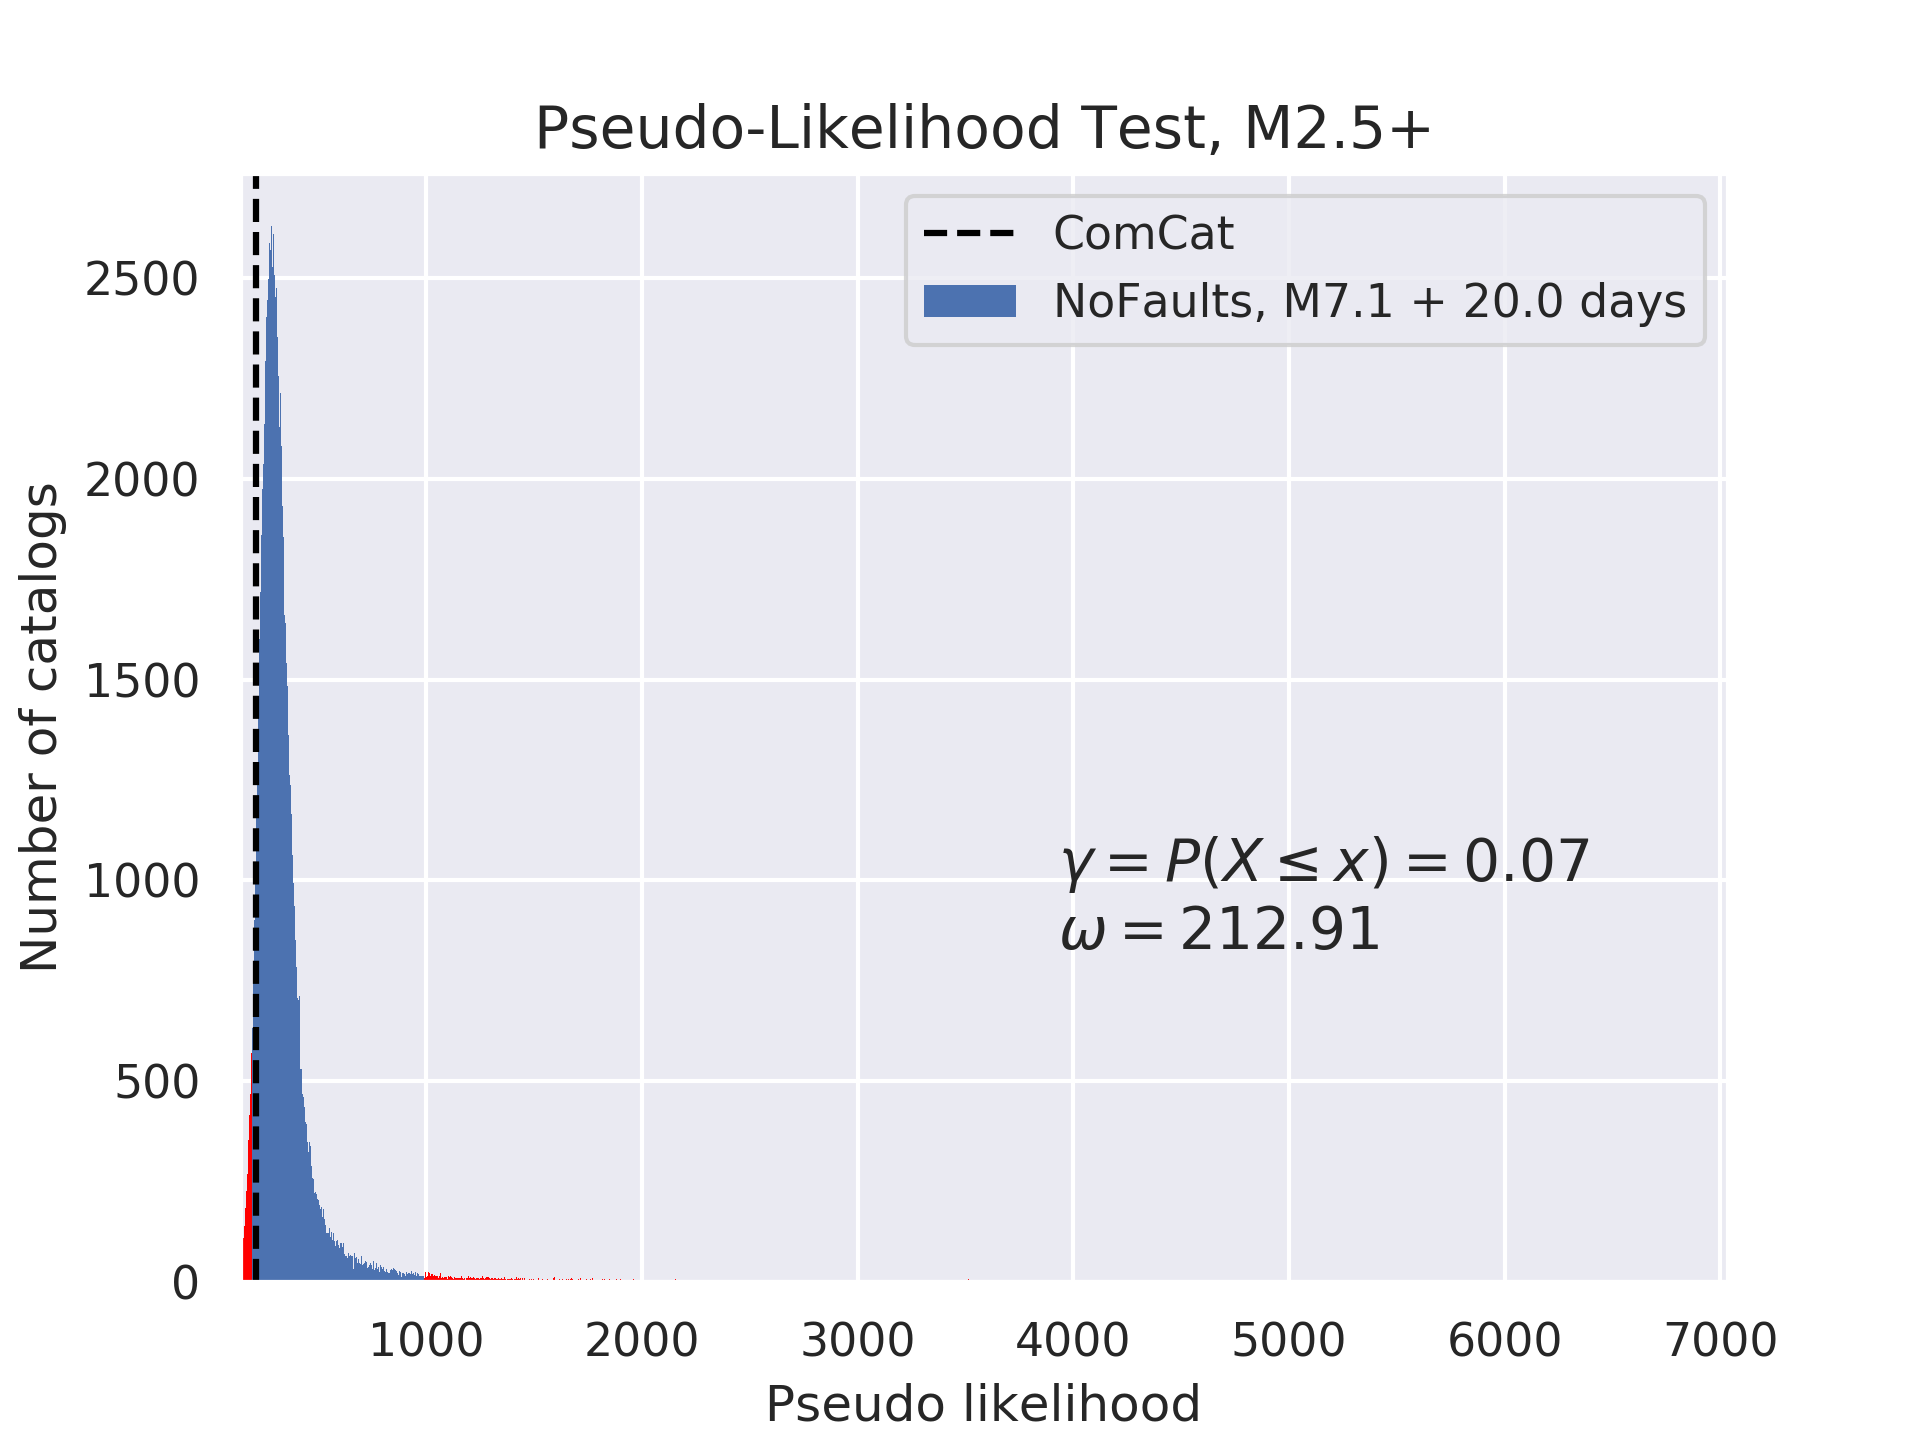 Pseudo-Likelihood Test, M2.5+
ComCat
NoFaults, M7.1 + 20.0 days
2500
2000
1500
1000
500
0
Number of catalogs
γ = P(X ≤ x) = 0.07
ω = 212.91
1000 2000 3000 4000 5000 6000 7000
Pseudo likelihood